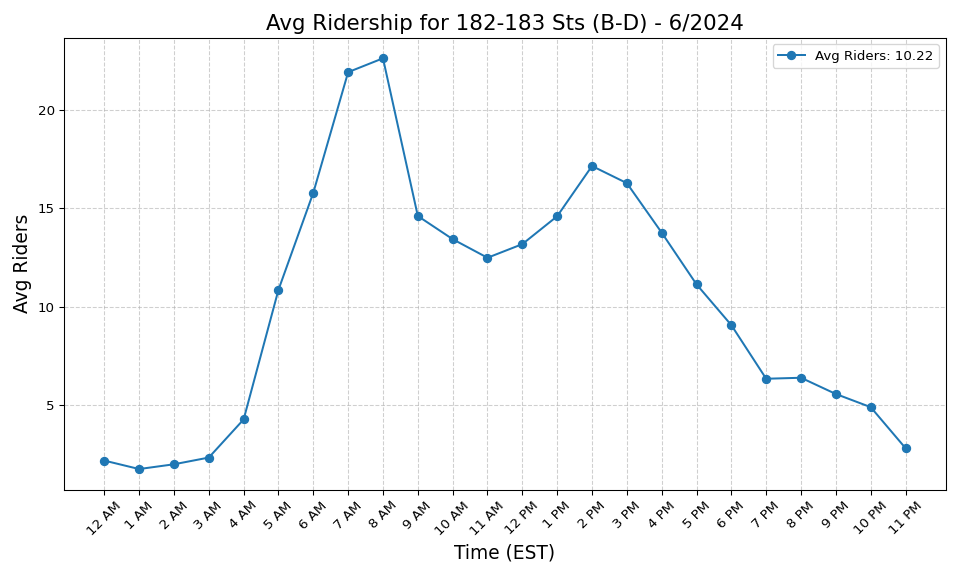 Avg Ridership for 182-183 Sts (B-D) - 6/2024
Avg Riders: 10.22
Avg Riders
20
15
10
5
12 AM
1 AM
2 AM
3 AM
4 AM
5 AM
6 AM
7 AM
8 AM
9 AM
10 AM
11 AM
12 PM
1 PM
2 PM
3 PM
4 PM
5 PM
6 PM
7 PM
8 PM
9 PM
10 PM
11 PM
Time (EST)